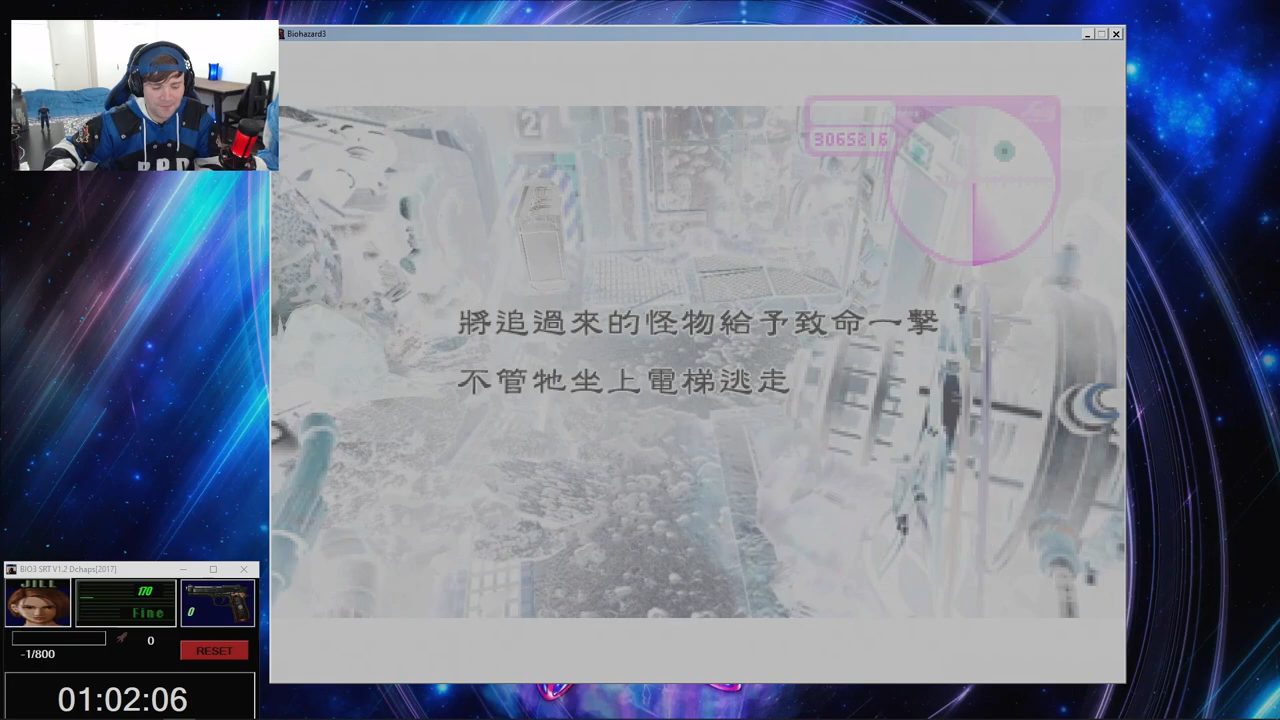 Biohazard3
2
3065216
將追過來的怪物給予致命一擊
不管牠坐上電梯逃走
BIO3 SRT V1.2 Dchaps[2017]
JILL
170
Fine
0
0
-1/800
RESET
01:02:06